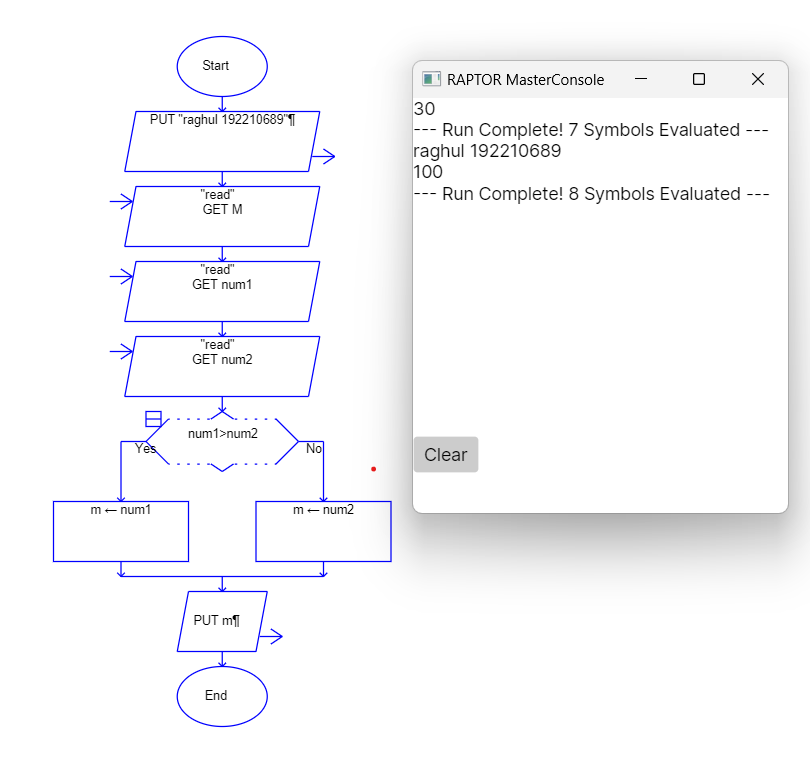 Start
PUT "raghul 192210689"¶
"read"
GET M
"read"
GET num1
"read"
GET num2
num1>num2
Yes
No
m ← num1
m ← num2
PUT m¶
End
RAPTOR MasterConsole
30
--- Run Complete! 7 Symbols Evaluated ---
raghul 192210689
100
--- Run Complete! 8 Symbols Evaluated ---
Clear